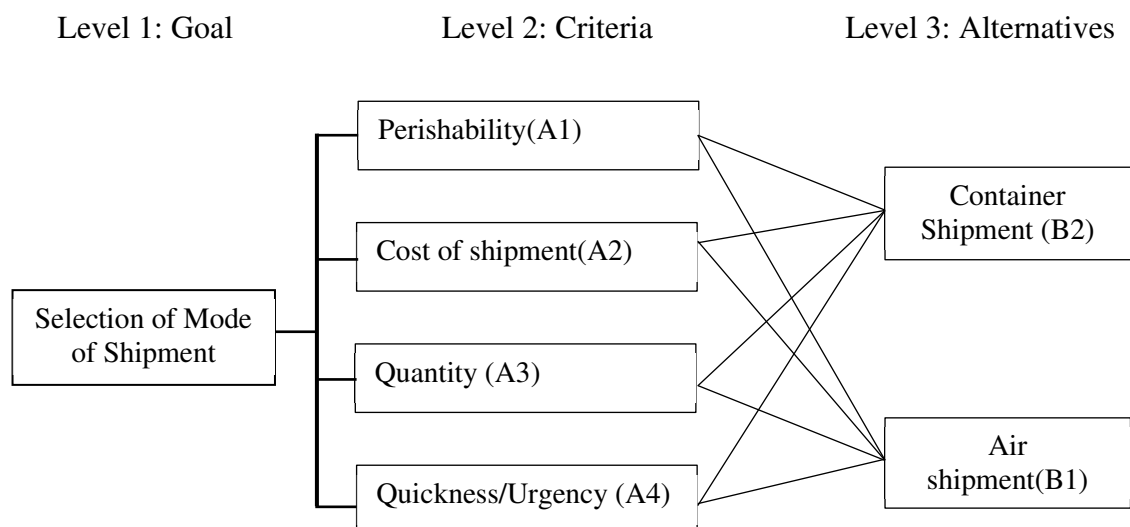 Level 1: Goal
Level 2: Criteria
Level 3: Alternatives
Perishability(A1)
Cost of shipment(A2)
Selection of Mode
of Shipment
Quantity (A3)
Quickness/Urgency (A4)
Container
Shipment (B2)
Air
shipment(B1)